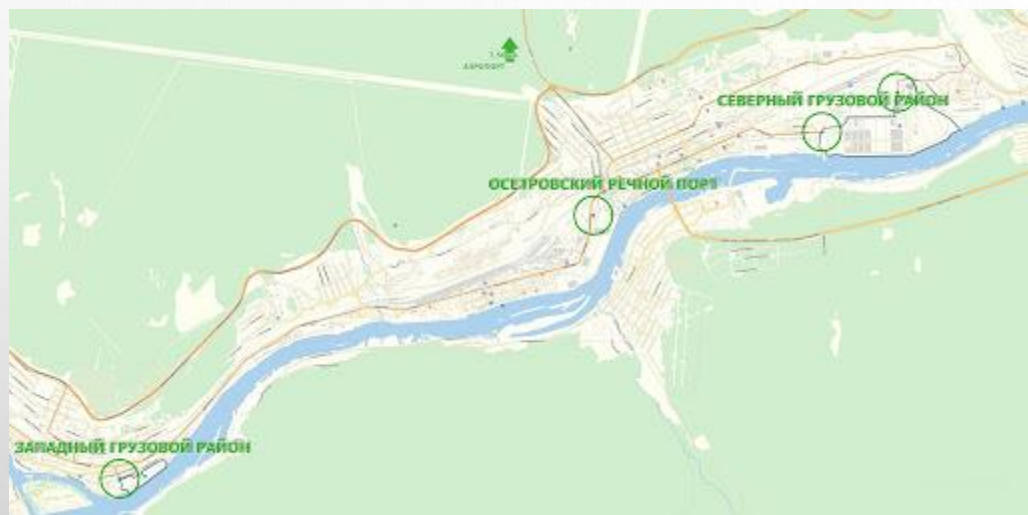 АЭРОПОРТ
СЕВЕРНЫЙ ГРУЗОВОЙ РАЙОН
ОСЕТРОВСКИЙ РЕЧНОЙ ПОРТ
ЗАПАДНЫЙ ГРУЗОВОЙ РАЙОН